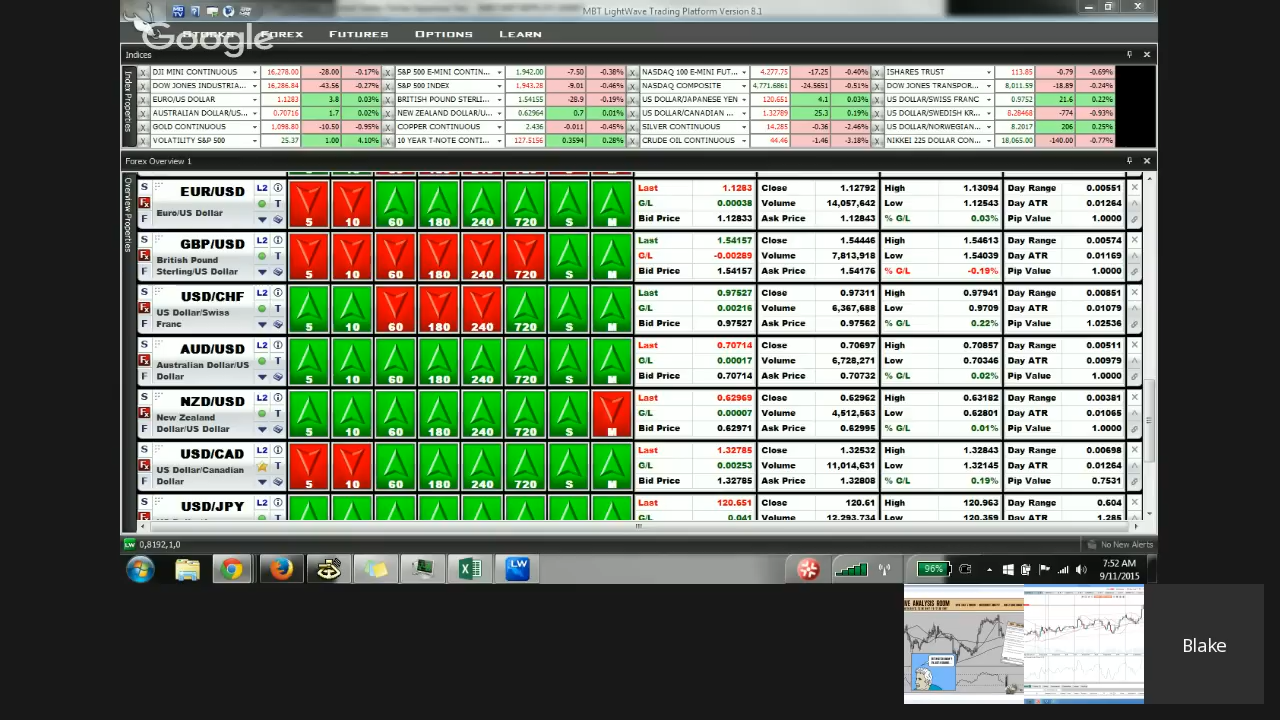 MBT LightWave Trading Platform Version 8.1
Google
STOCKS FOREX FUTURES OPTIONS LEARN
Indices
Index Properties
X DJI MINI CONTINUOUS 16,278.00 -28.00 -0.17% X S&P 500 E-MINI CONTIN... 1,942.00 -7.50 -0.38% X NASDAQ 100 E-MINI FUT... 4,277.75 -17.25 -0.40% X ISHARES TRUST 113.85 -0.79 -0.69%
X DOW JONES INDUSTRIA... 16,286.84 -43.56 -0.27% X S&P 500 INDEX 1,943.28 -9.01 -0.46% X NASDAQ COMPOSITE 4,771.6861 -24.5651 -0.51% X DOW JONES TRANSPOR... 8,011.59 -18.89 -0.24%
X EURO/US DOLLAR 1.1283 3.8 0.03% X BRITISH POUND STERLI... 1.54155 -28.9 -0.19% X US DOLLAR/JAPANESE YEN 120.651 4.1 0.03% X US DOLLAR/SWISS FRANC 0.9752 21.6 0.22%
X AUSTRALIAN DOLLAR/US... 0.70716 1.7 0.02% X NEW ZEALAND DOLLAR/U... 0.62964 0.7 0.01% X US DOLLAR/CANADIAN ... 1.32789 25.3 0.19% X US DOLLAR/SWEDISH KR... 8.28468 -774 -0.93%
X GOLD CONTINUOUS 1,098.80 -10.50 -0.95% X COPPER CONTINUOUS 2.436 -0.011 -0.45% X SILVER CONTINUOUS 14.285 -0.36 -2.46% X US DOLLAR/NORWEGIAN... 8.2017 206 0.25%
X VOLATILITY S&P 500 25.37 1.00 4.10% X 10 YEAR T-NOTE CONTI... 127.5156 0.3594 0.28% X CRUDE OIL CONTINUOUS 44.46 -1.46 -3.18% X NIKKEI 225 DOLLAR CON... 18,065.00 -140.00 -0.77%
Forex Overview 1
Overview Properties
S EUR/USD L2 Last 1.1283 Close 1.12792 High 1.13094 Day Range 0.00551
Fx Euro/US Dollar T G/L 0.00038 Volume 14,057,642 Low 1.12543 Day ATR 0.01264
F 5 10 60 180 240 720 S M Bid Price 1.12833 Ask Price 1.12843 % G/L 0.03% Pip Value 1.0000
S GBP/USD L2 Last 1.54157 Close 1.54446 High 1.54613 Day Range 0.00574
Fx British Pound T G/L -0.00289 Volume 7,813,918 Low 1.54039 Day ATR 0.01169
F Sterling/US Dollar 5 10 60 180 240 720 S M Bid Price 1.54157 Ask Price 1.54176 % G/L -0.19% Pip Value 1.0000
S USD/CHF L2 Last 0.97527 Close 0.97311 High 0.97941 Day Range 0.00851
Fx US Dollar/Swiss T G/L 0.00216 Volume 6,367,688 Low 0.9709 Day ATR 0.01079
F Franc 5 10 60 180 240 720 S M Bid Price 0.97527 Ask Price 0.97562 % G/L 0.22% Pip Value 1.02536
S AUD/USD L2 Last 0.70714 Close 0.70697 High 0.70857 Day Range 0.00511
Fx Australian Dollar/US T G/L 0.00017 Volume 6,728,271 Low 0.70346 Day ATR 0.00979
F Dollar 5 10 60 180 240 720 S M Bid Price 0.70714 Ask Price 0.70732 % G/L 0.02% Pip Value 1.0000
S NZD/USD L2 Last 0.62969 Close 0.62962 High 0.63182 Day Range 0.00381
Fx New Zealand T G/L 0.00007 Volume 4,512,563 Low 0.62801 Day ATR 0.01065
F Dollar/US Dollar 5 10 60 180 240 720 S M Bid Price 0.62971 Ask Price 0.62995 % G/L 0.01% Pip Value 1.0000
S USD/CAD L2 Last 1.32785 Close 1.32532 High 1.32843 Day Range 0.00698
Fx US Dollar/Canadian T G/L 0.00253 Volume 11,014,631 Low 1.32145 Day ATR 0.01264
F Dollar 5 10 60 180 240 720 S M Bid Price 1.32785 Ask Price 1.32808 % G/L 0.19% Pip Value 0.7531
S USD/JPY L2 Last 120.651 Close 120.61 High 120.963 Day Range 0.604
G/L 0.041 Volume 12,293,734 Low 120.359 Day ATR 1.285
LW 0,8192,1,0 No New Alerts
LW 96% 7:52 AM
9/11/2015
VE ANALYSIS ROOM
Blake